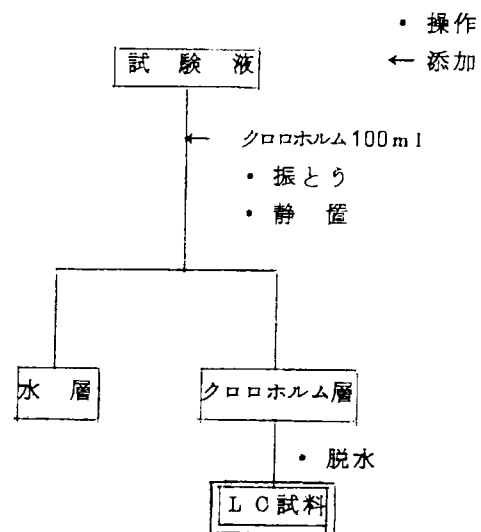 ・ 操作
← 添加
試験液
← クロロホルム100ml
・ 振とう
・ 静置
水層
クロロホルム層
・ 脱水
LC試料